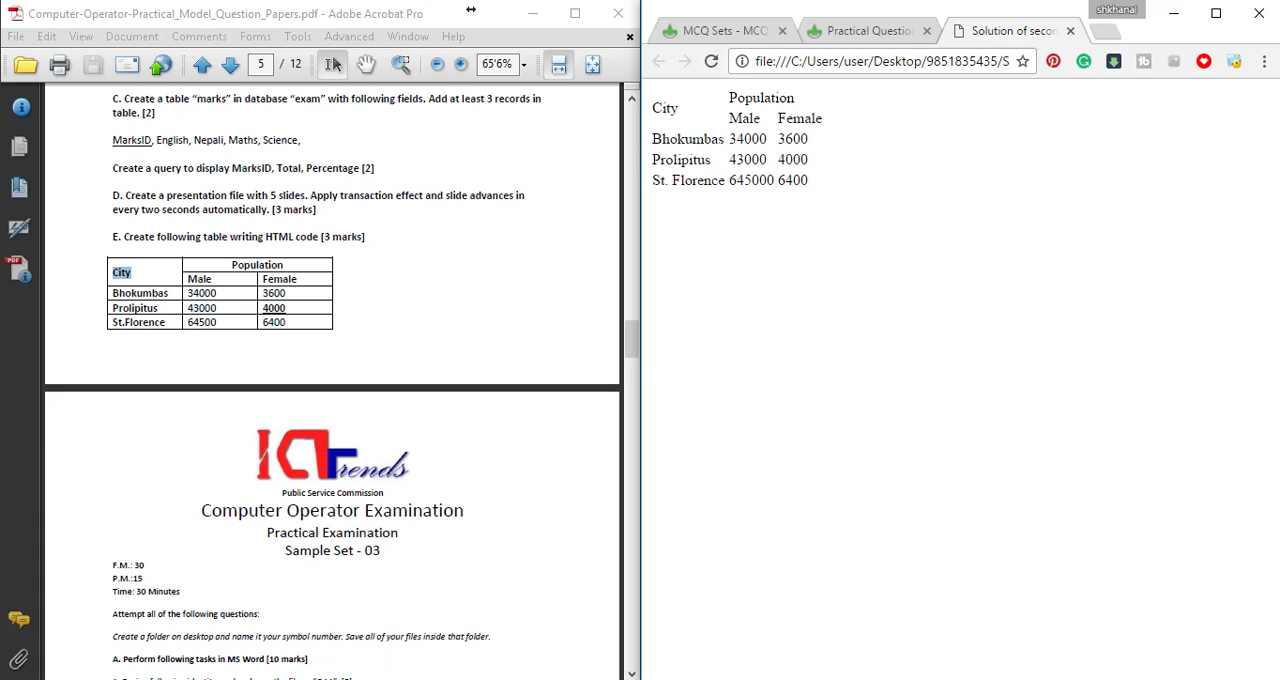 Computer-Operator-Practical_Model_Question_Papers.pdf - Adobe Acrobat Pro
File Edit View Document Comments Forms Tools Advanced Window Help
5 / 12 65%
C. Create a table “marks” in database “exam” with following fields. Add at least 3 records in
table. [2]
MarksID, English, Nepali, Maths, Science,
Create a query to display MarksID, Total, Percentage [2]
D. Create a presentation file with 5 slides. Apply transaction effect and slide advances in
every two seconds automatically. [3 marks]
E. Create following table writing HTML code [3 marks]
City Population
Male Female
Bhokumbas 34000 3600
Prolipitus 43000 4000
St.Florence 64500 6400
ICTrends
Public Service Commission
Computer Operator Examination
Practical Examination
Sample Set - 03
F.M.: 30
P.M.:15
Time: 30 Minutes
Attempt all of the following questions:
Create a folder on desktop and name it your symbol number. Save all of your files inside that folder.
A. Perform following tasks in MS Word [10 marks]
shkhanal
MCQ Sets - MCQ Practical Questio Solution of secon
file:///C:/Users/user/Desktop/9851835435/S
City Population
Male Female
Bhokumbas 34000 3600
Prolipitus 43000 4000
St. Florence 645000 6400